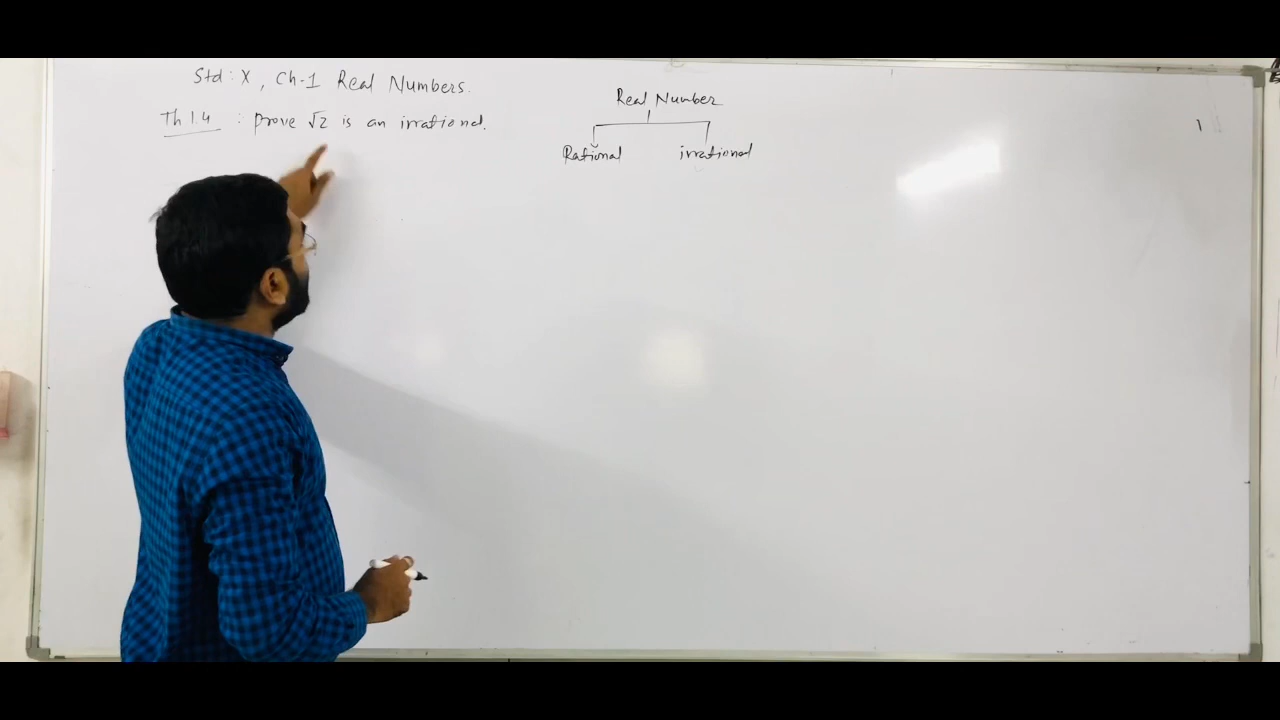 Std : X , Ch-1 Real Numbers.
Th 1.4 : prove √2 is an irrational.
Real Number
Rational irrational